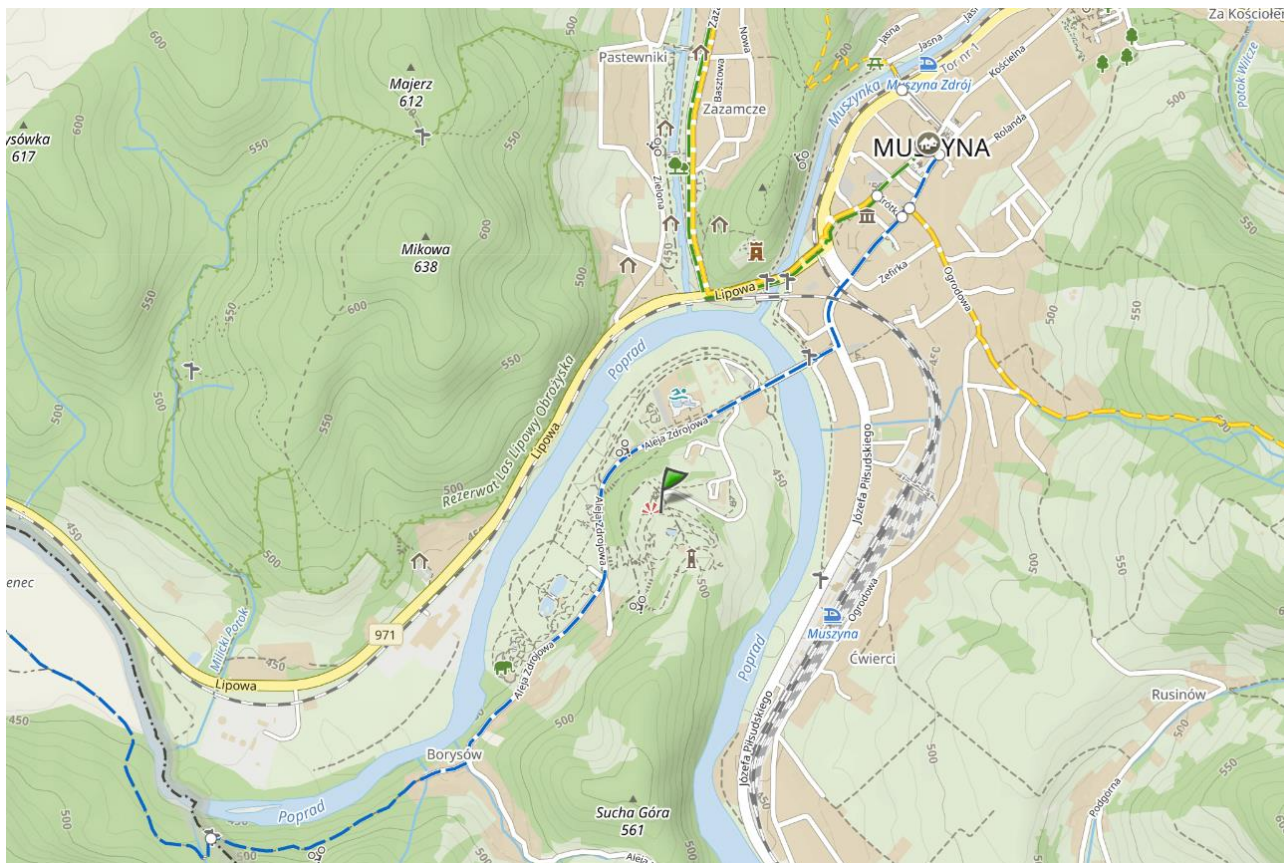 Za Kościołem
Pastewniki
Zazamcze
Nowa
Basztowa
Zielona
Majerz
612
617
Mikowa
638
Jasna
Jasna
Tor nr 1
Kościelna
Muszynka
Muszyna Zdrój
Rolanda
Potok Wilcze
MUSZYNA
Zefirka
Ogrodowa
Lipowa
Poprad
Rezerwat Las Lipowy Obrożyska
Lipowa
Aleja Zdrojowa
Aleja Zdrojowa
Józefa Piłsudskiego
Ogrodowa
Muszyna
Ćwierci
Poprad
Milicki Potok
971
Lipowa
Aleja Zdrojowa
Borysów
Józefa Piłsudskiego
Rusinów
Podgórna
Poprad
Sucha Góra
561
450
500
550
600